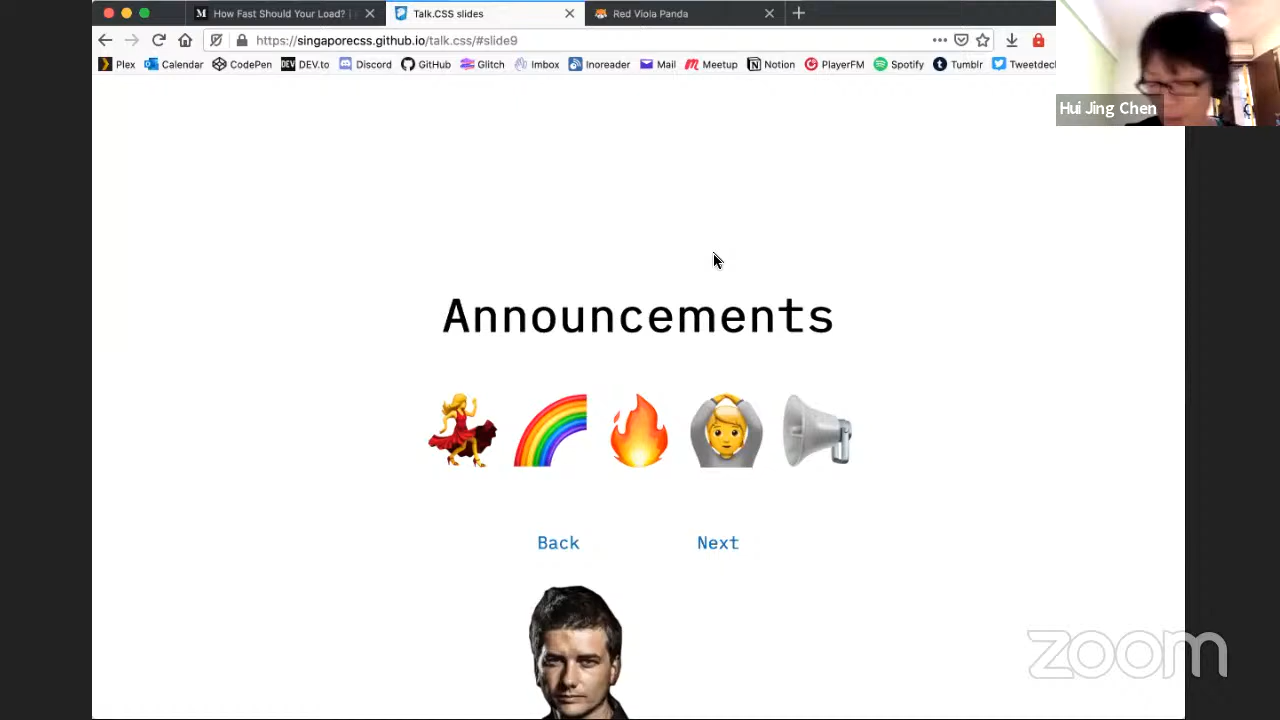 M How Fast Should Your Load? |
Talk.CSS slides
Red Viola Panda
https://singaporecss.github.io/talk.css/#slide9
Plex Calendar CodePen DEV DEV.to Discord GitHub Glitch Imbox Inoreader Mail Meetup Notion PlayerFM Spotify Tumblr Tweetdeck
Hui Jing Chen
Announcements
Back Next
zoom